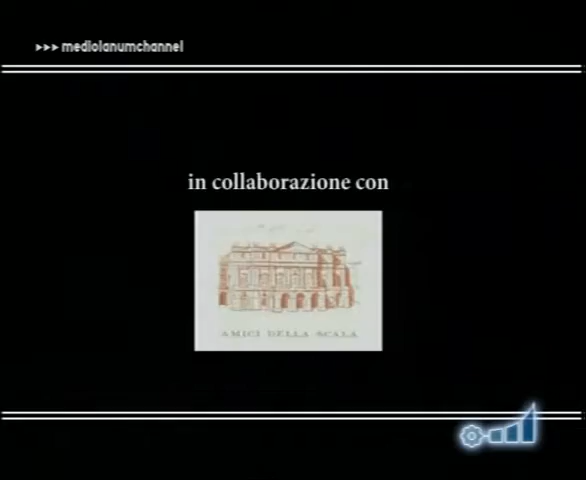 ▸▸▸ mediolanumchannel
in collaborazione con
AMICI DELLA SCALA